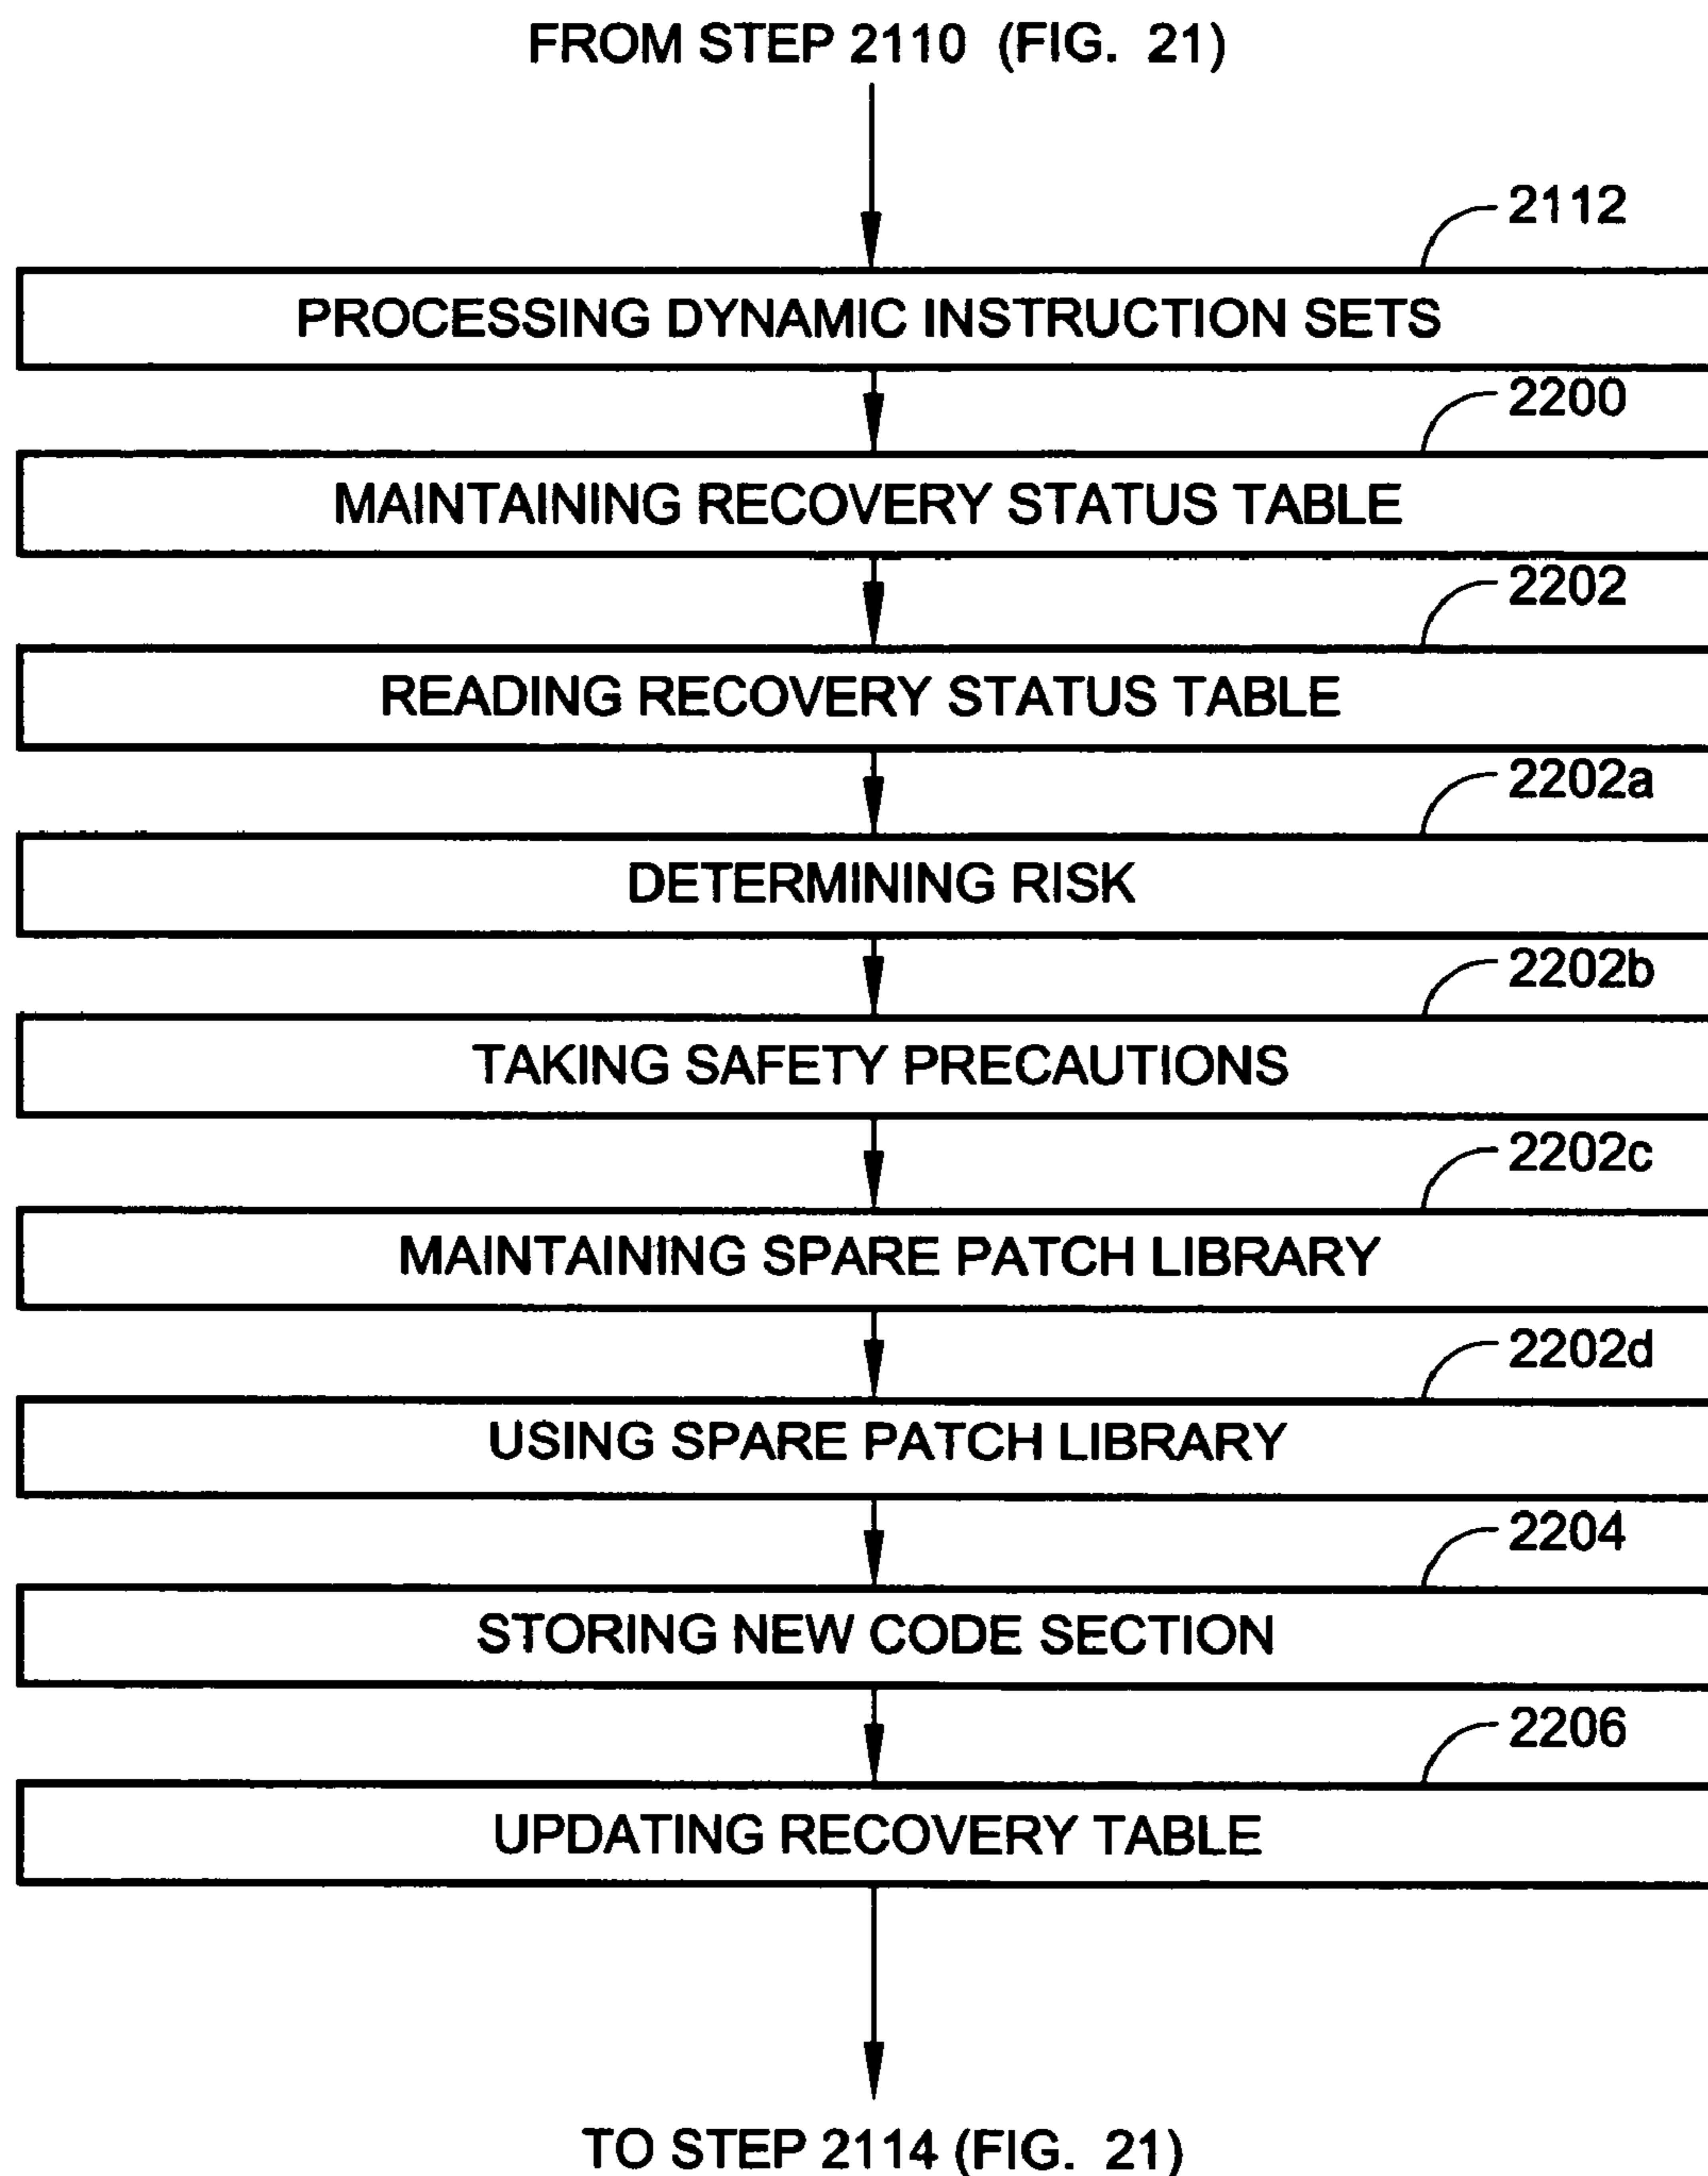 FROM STEP 2110 (FIG. 21)
2112
PROCESSING DYNAMIC INSTRUCTION SETS
2200
MAINTAINING RECOVERY STATUS TABLE
2202
READING RECOVERY STATUS TABLE
2202a
DETERMINING RISK
2202b
TAKING SAFETY PRECAUTIONS
2202c
MAINTAINING SPARE PATCH LIBRARY
2202d
USING SPARE PATCH LIBRARY
2204
STORING NEW CODE SECTION
2206
UPDATING RECOVERY TABLE
TO STEP 2114 (FIG. 21)